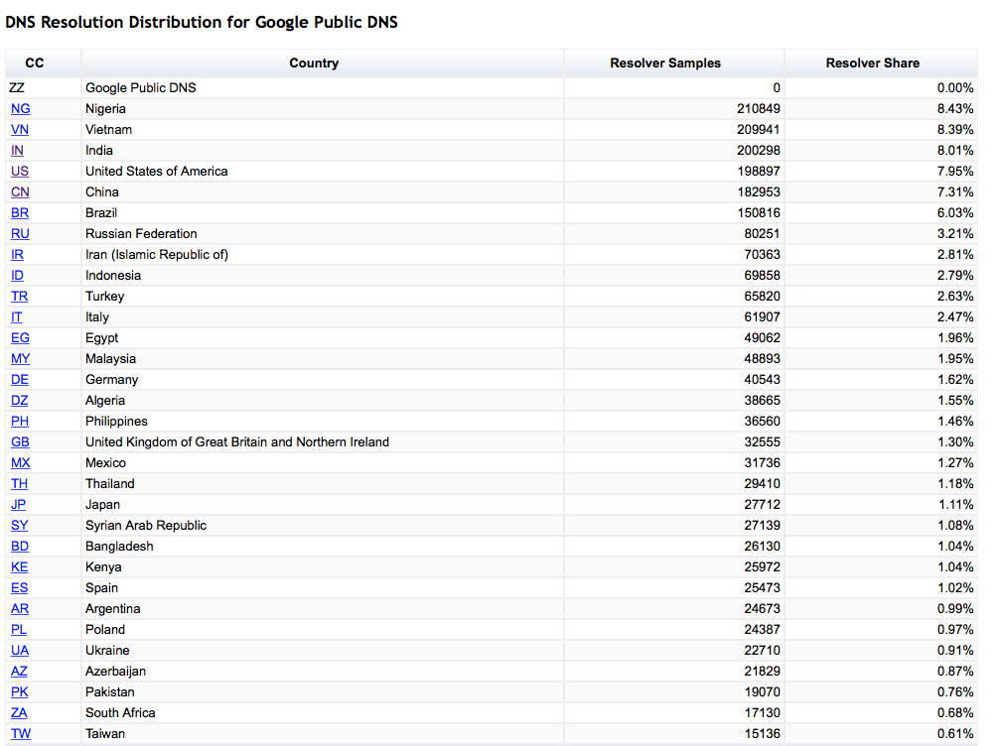 DNS Resolution Distribution for Google Public DNS
CC Country Resolver Samples Resolver Share
ZZ Google Public DNS 0 0.00%
NG Nigeria 210849 8.43%
VN Vietnam 209941 8.39%
IN India 200298 8.01%
US United States of America 198897 7.95%
CN China 182953 7.31%
BR Brazil 150816 6.03%
RU Russian Federation 80251 3.21%
IR Iran (Islamic Republic of) 70363 2.81%
ID Indonesia 69858 2.79%
TR Turkey 65820 2.63%
IT Italy 61907 2.47%
EG Egypt 49062 1.96%
MY Malaysia 48893 1.95%
DE Germany 40543 1.62%
DZ Algeria 38665 1.55%
PH Philippines 36560 1.46%
GB United Kingdom of Great Britain and Northern Ireland 32555 1.30%
MX Mexico 31736 1.27%
TH Thailand 29410 1.18%
JP Japan 27712 1.11%
SY Syrian Arab Republic 27139 1.08%
BD Bangladesh 26130 1.04%
KE Kenya 25972 1.04%
ES Spain 25473 1.02%
AR Argentina 24673 0.99%
PL Poland 24387 0.97%
UA Ukraine 22710 0.91%
AZ Azerbaijan 21829 0.87%
PK Pakistan 19070 0.76%
ZA South Africa 17130 0.68%
TW Taiwan 15136 0.61%